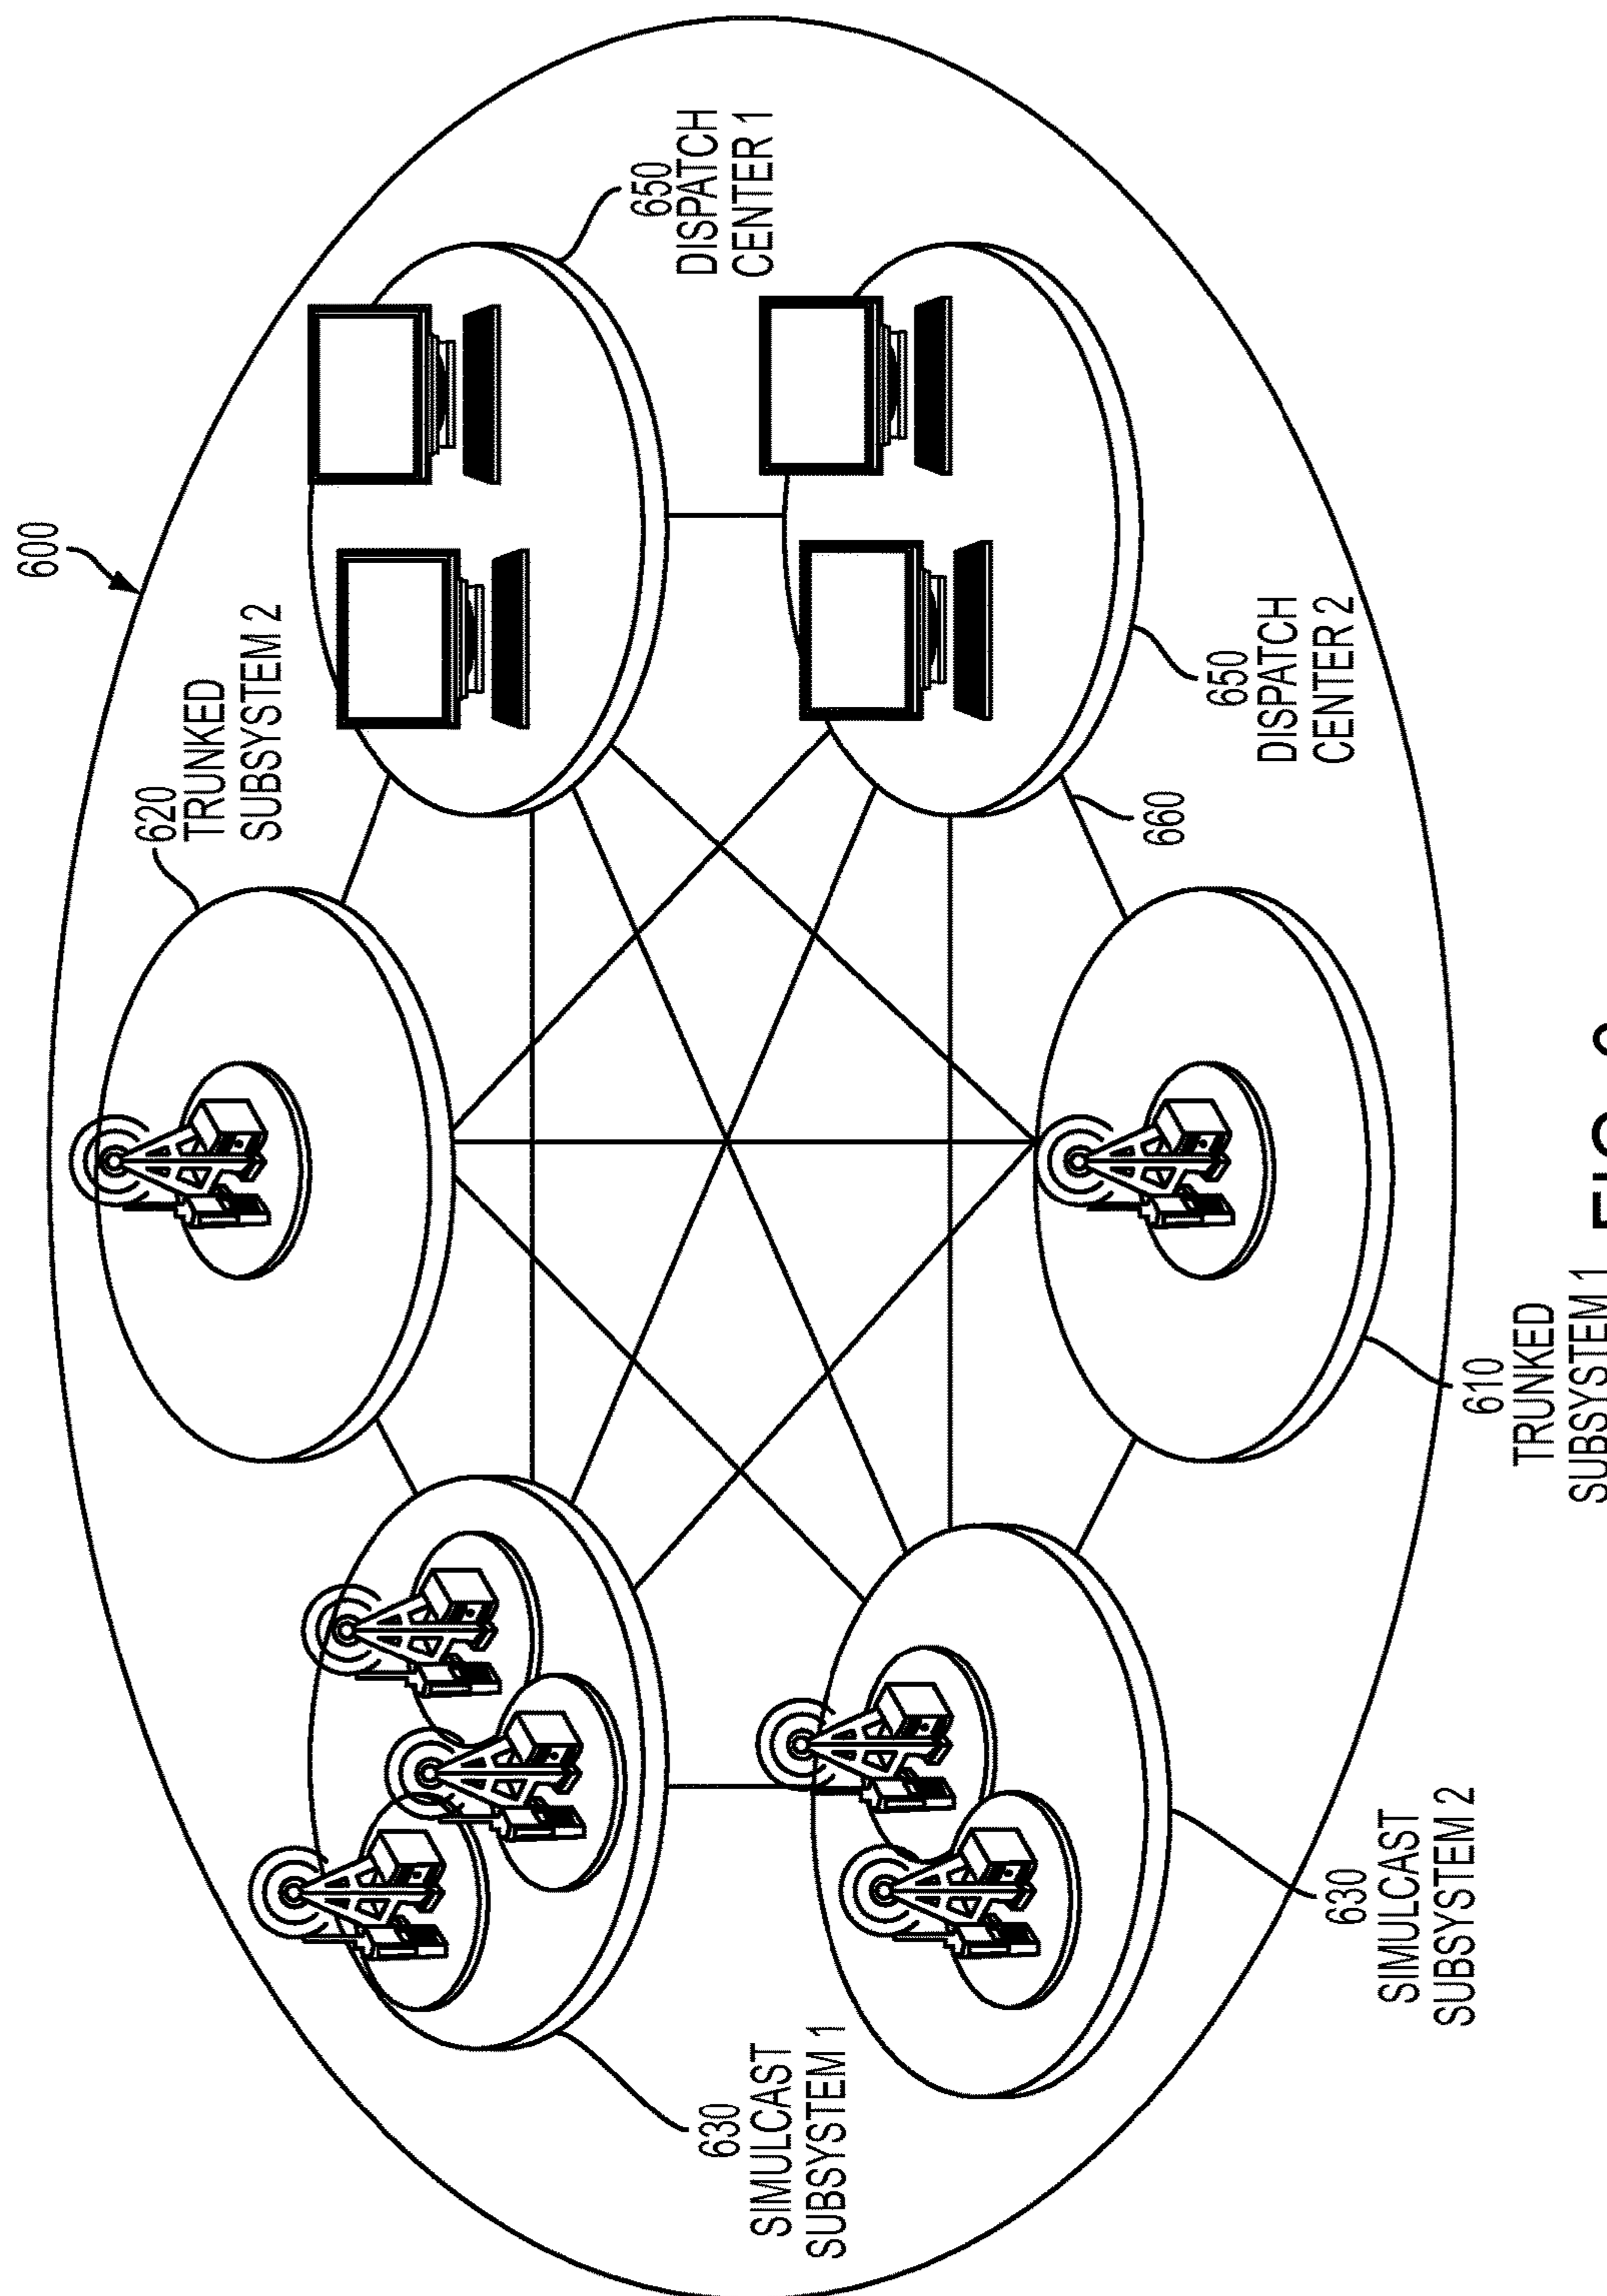 600
620
TRUNKED
SUBSYSTEM 2
650
DISPATCH
CENTER 1
630
SIMULCAST
SUBSYSTEM 1
660
650
DISPATCH
CENTER 2
630
SIMULCAST
SUBSYSTEM 2
610
TRUNKED
SUBSYSTEM 1